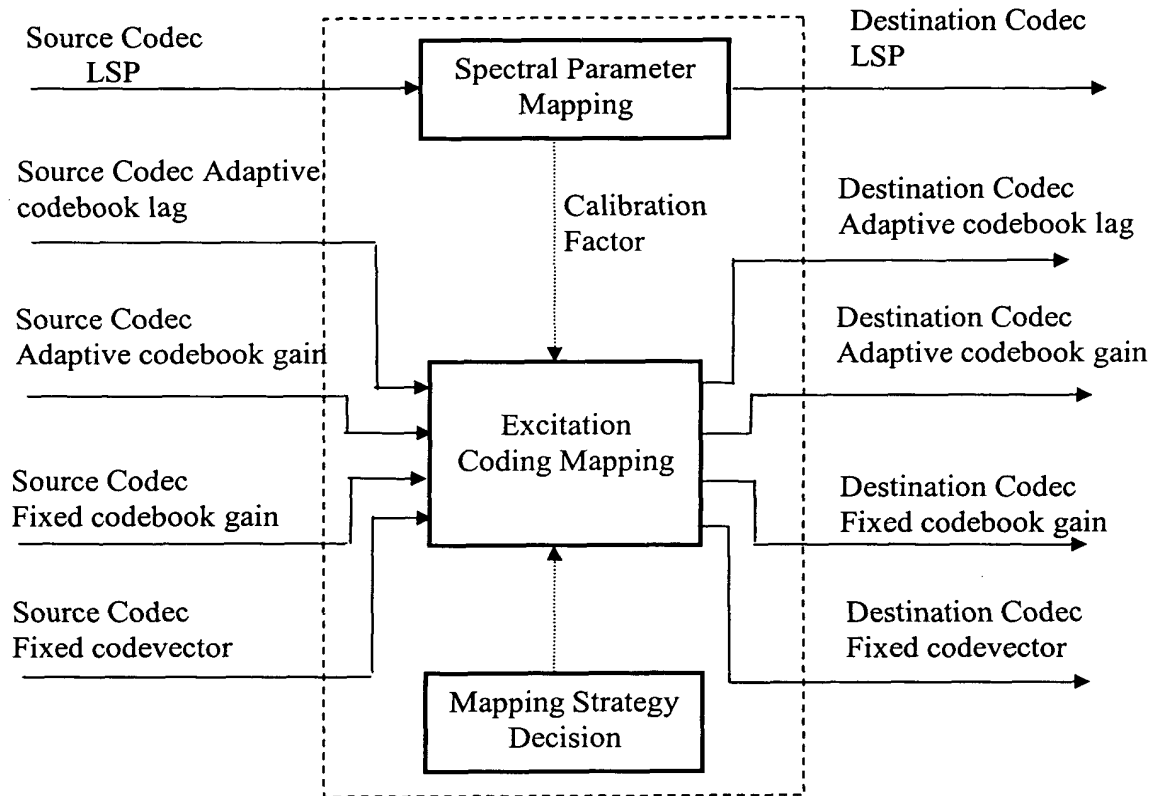 Source Codec
LSP
Spectral Parameter
Mapping
Destination Codec
LSP
Source Codec Adaptive
codebook lag
Calibration
Factor
Destination Codec
Adaptive codebook lag
Source Codec
Adaptive codebook gain
Destination Codec
Adaptive codebook gain
Excitation
Coding Mapping
Source Codec
Fixed codebook gain
Destination Codec
Fixed codebook gain
Source Codec
Fixed codevector
Destination Codec
Fixed codevector
Mapping Strategy
Decision